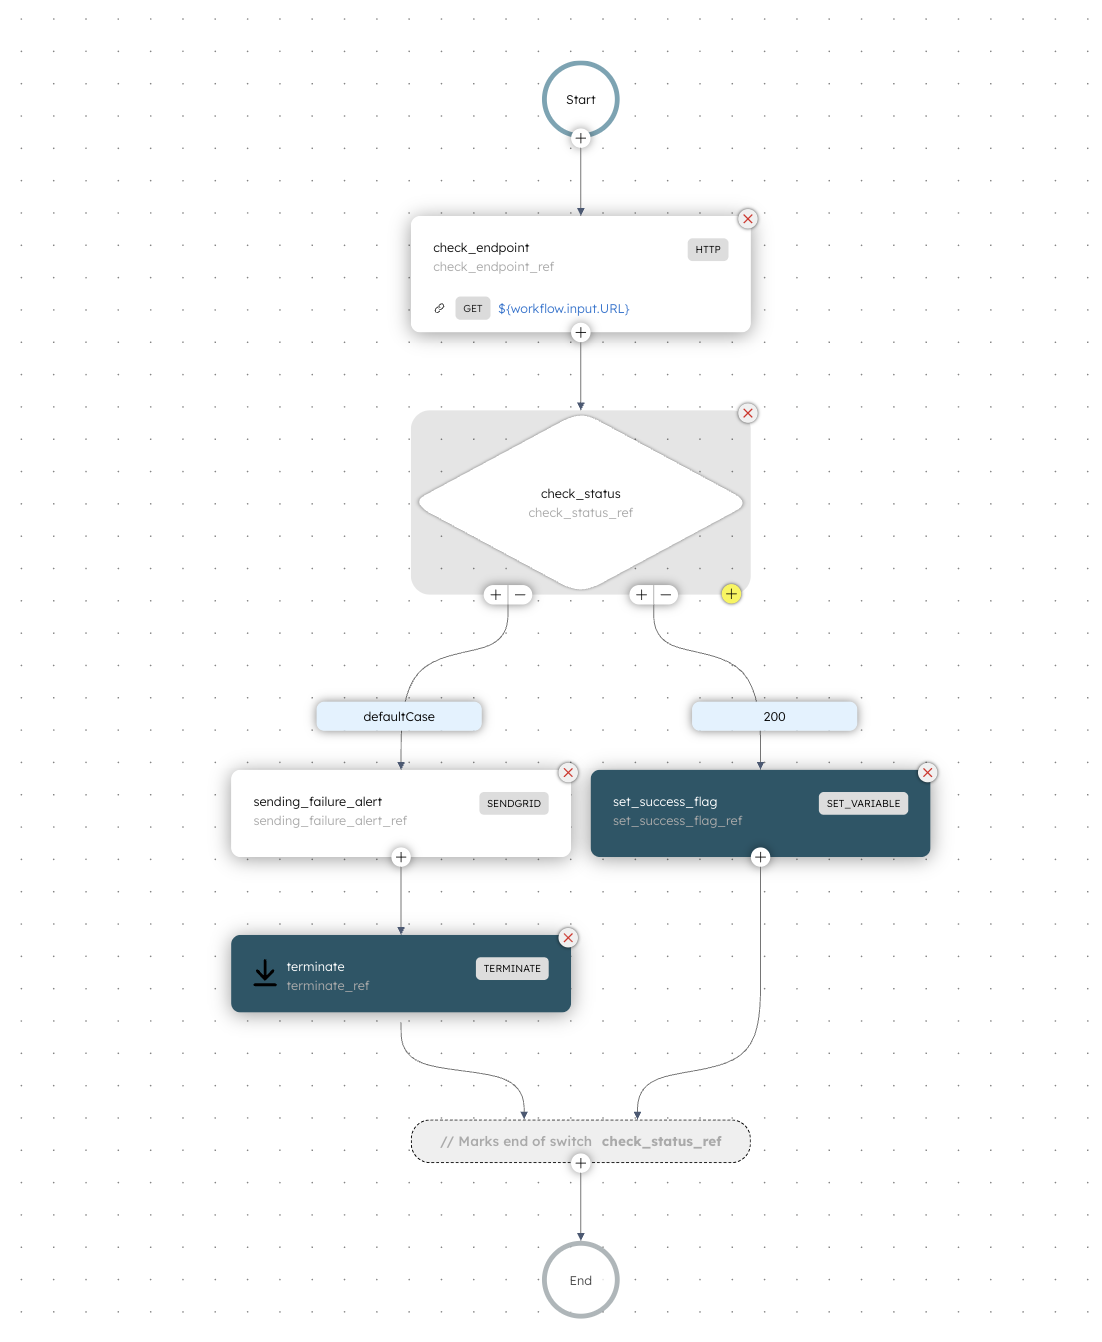 Start
check_endpoint
HTTP
check_endpoint_ref
GET ${workflow.input.URL}
check_status
check_status_ref
defaultCase
200
sending_failure_alert
SENDGRID
sending_failure_alert_ref
set_success_flag
SET_VARIABLE
set_success_flag_ref
terminate
TERMINATE
terminate_ref
// Marks end of switch check_status_ref
End